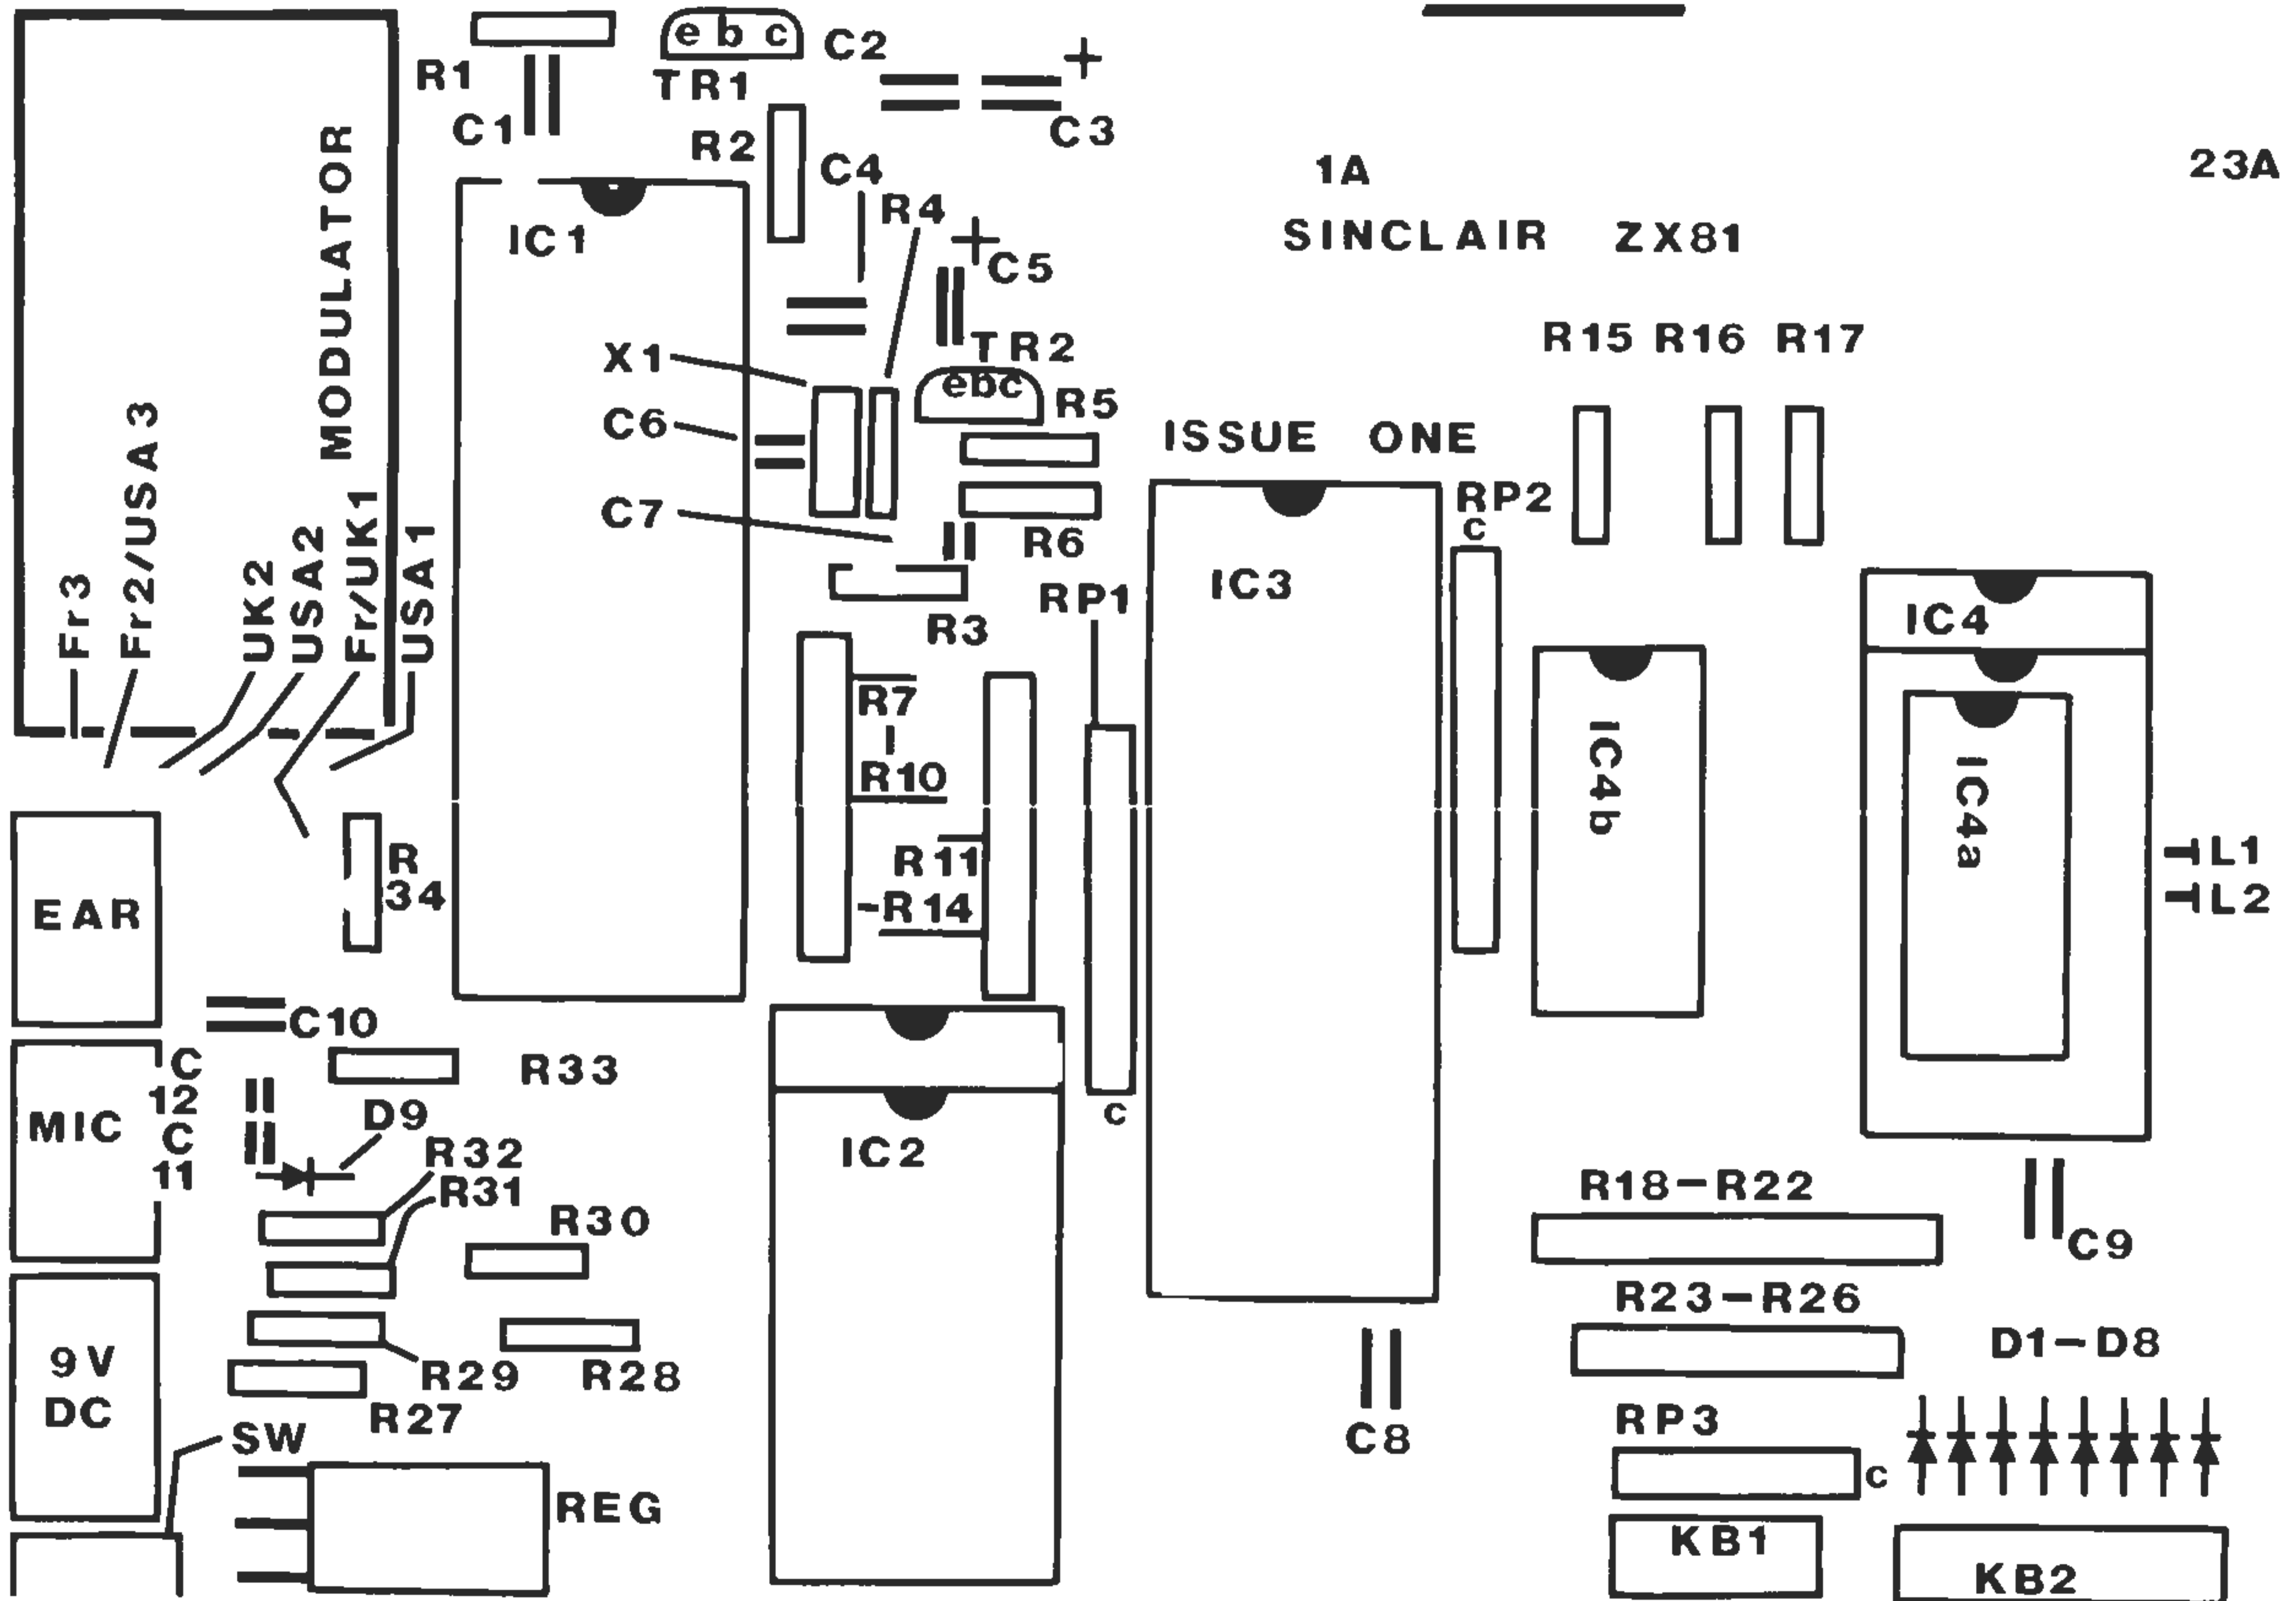 e b c
C2
+
R1
TR1
C1
R2
C3
MODULATOR
C4
1A
23A
IC1
R4
+
C5
SINCLAIR ZX81
X1
TR2
R15 R16 R17
ebc
R5
C6
ISSUE ONE
Fr3
Fr2/USA3
UK2
USA2
Fr/UK1
USA1
C7
R6
RP2
c
IC3
RP1
R3
IC4
R7
-
R10
IC4b
IC4a
R11
-R14
L1
L2
EAR
R
34
C10
C
12
C
11
R33
MIC
D9
c
R32
R31
IC2
R30
R18-R22
C9
R23-R26
9V
DC
R29
R28
D1-D8
R27
SW
C8
RP3
c
REG
KB1
KB2